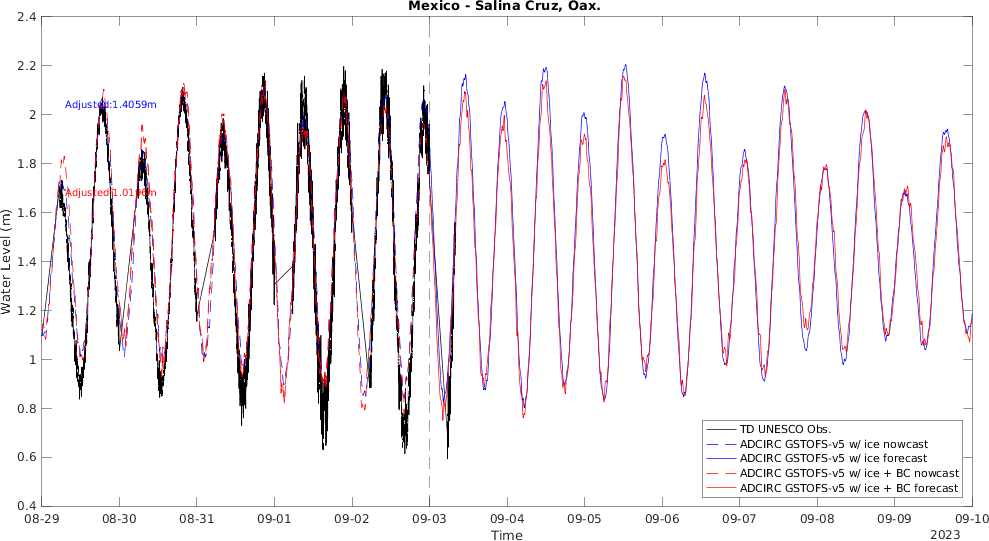 Mexico - Salina Cruz, Oax.
Water Level (m)
2.4
2.2
2
1.8
1.6
1.4
1.2
1
0.8
0.6
0.4
Adjusted:1.4059m
Adjusted:1.0196m
TD UNESCO Obs.
ADCIRC GSTOFS-v5 w/ ice nowcast
ADCIRC GSTOFS-v5 w/ ice forecast
ADCIRC GSTOFS-v5 w/ ice + BC nowcast
ADCIRC GSTOFS-v5 w/ ice + BC forecast
08-29 08-30 08-31 09-01 09-02 09-03 09-04 09-05 09-06 09-07 09-08 09-09 09-10
Time
2023